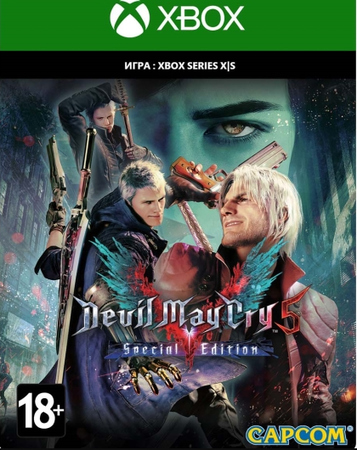 XBOX
ИГРА : XBOX SERIES X|S
Devil May Cry 5
Special Edition
18+
CAPCOM